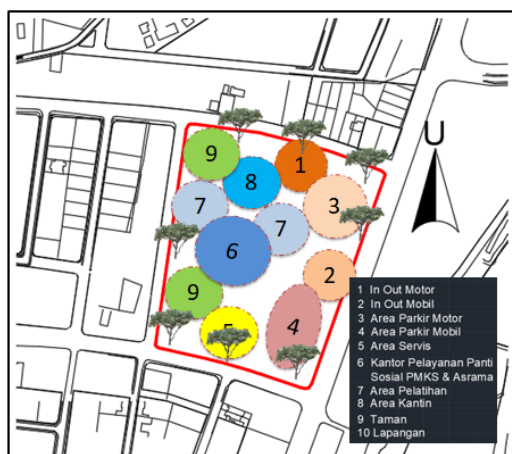 U
9
1
8
7
3
7
6
2
9
5
4
1 In Out Motor
2 In Out Mobil
3 Area Parkir Motor
4 Area Parkir Mobil
5 Area Servis
6 Kantor Pelayanan Panti
Sosial PMKS & Asrama
7 Area Pelatihan
8 Area Kantin
9 Taman
10 Lapangan